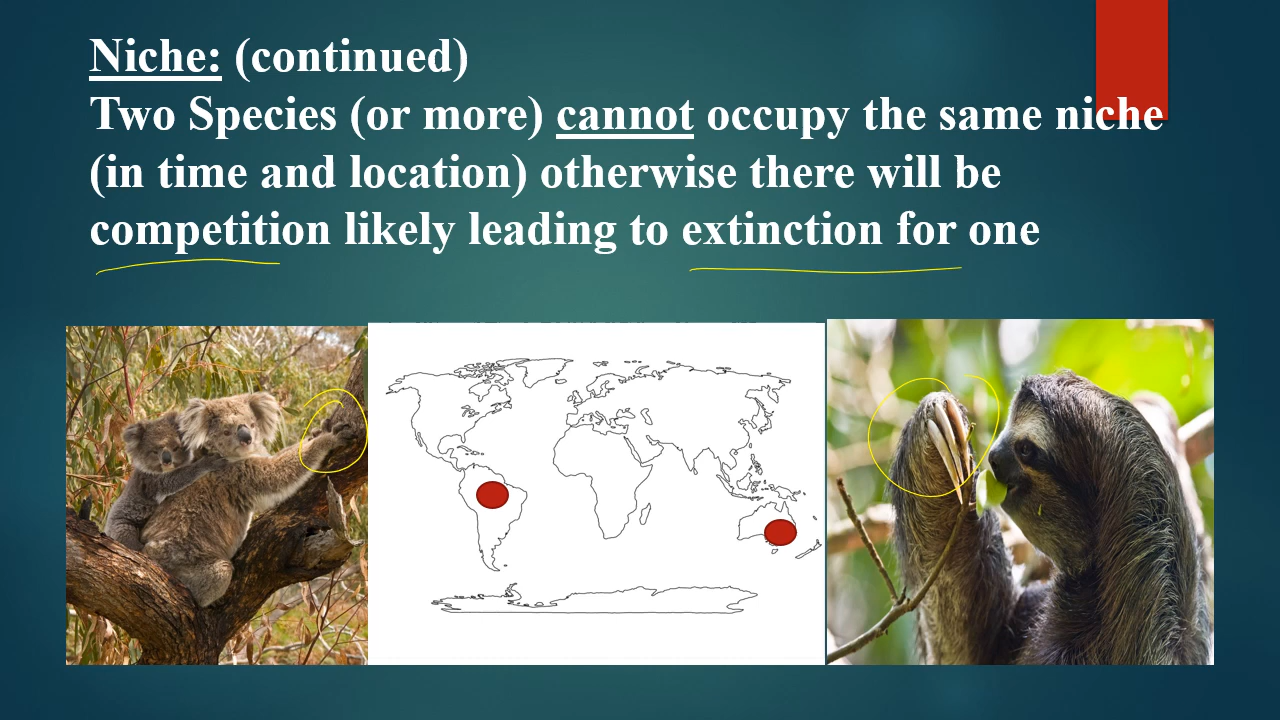 Niche: (continued)
Two Species (or more) cannot occupy the same niche
(in time and location) otherwise there will be
competition likely leading to extinction for one